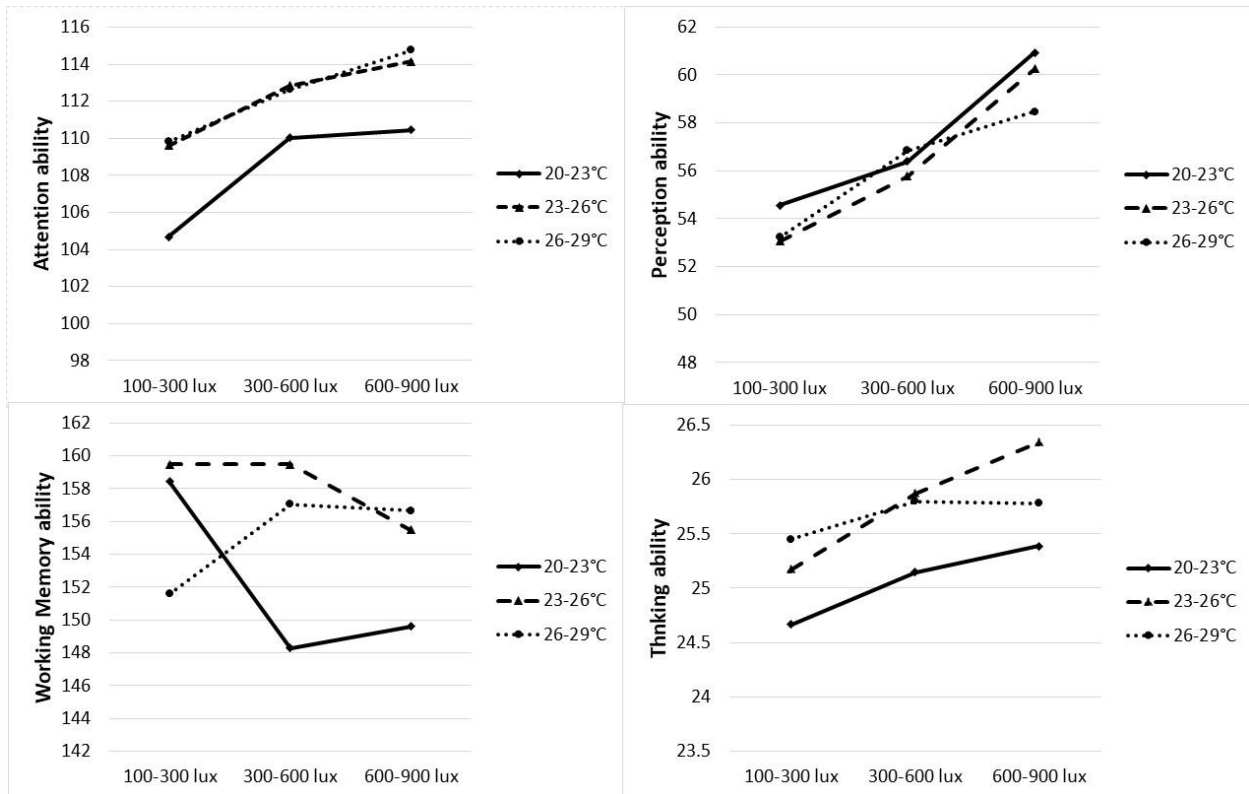 Attention ability
116
114
112
110
108
106
104
102
100
98
100-300 lux 300-600 lux 600-900 lux
20-23°C
23-26°C
26-29°C
Perception ability
62
60
58
56
54
52
50
48
100-300 lux 300-600 lux 600-900 lux
20-23°C
23-26°C
26-29°C
Working Memory ability
162
160
158
156
154
152
150
148
146
144
142
100-300 lux 300-600 lux 600-900 lux
20-23°C
23-26°C
26-29°C
Thnking ability
26.5
26
25.5
25
24.5
24
23.5
100-300 lux 300-600 lux 600-900 lux
20-23°C
23-26°C
26-29°C